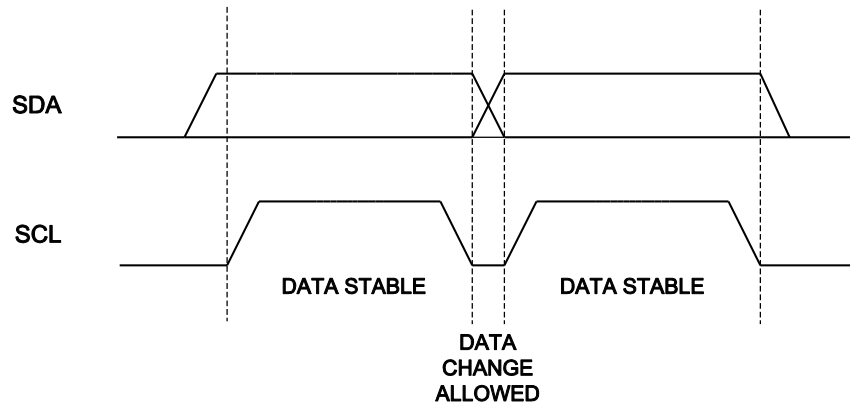 SDA
SCL
DATA STABLE
DATA STABLE
DATA
CHANGE
ALLOWED